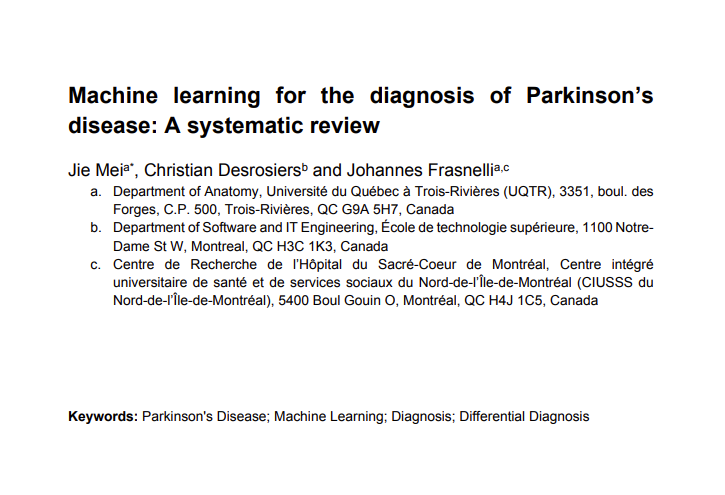 Machine learning for the diagnosis of Parkinson’s
disease: A systematic review
Jie Meia*, Christian Desrosiersb and Johannes Frasnellia,c
a. Department of Anatomy, Université du Québec à Trois-Rivières (UQTR), 3351, boul. des
Forges, C.P. 500, Trois-Rivières, QC G9A 5H7, Canada
b. Department of Software and IT Engineering, École de technologie supérieure, 1100 Notre-
Dame St W, Montreal, QC H3C 1K3, Canada
c. Centre de Recherche de l’Hôpital du Sacré-Coeur de Montréal, Centre intégré
universitaire de santé et de services sociaux du Nord-de-l’Île-de-Montréal (CIUSSS du
Nord-de-l’Île-de-Montréal), 5400 Boul Gouin O, Montréal, QC H4J 1C5, Canada
Keywords: Parkinson's Disease; Machine Learning; Diagnosis; Differential Diagnosis